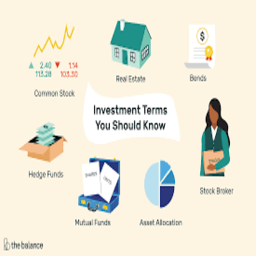 ▲ 2.40 ▼ 1.14
113.28 103.30
Common Stock
Real Estate
$
Bonds
Investment Terms
You Should Know
Hedge Funds
Mutual Funds
Asset Allocation
Stock Broker
the balance